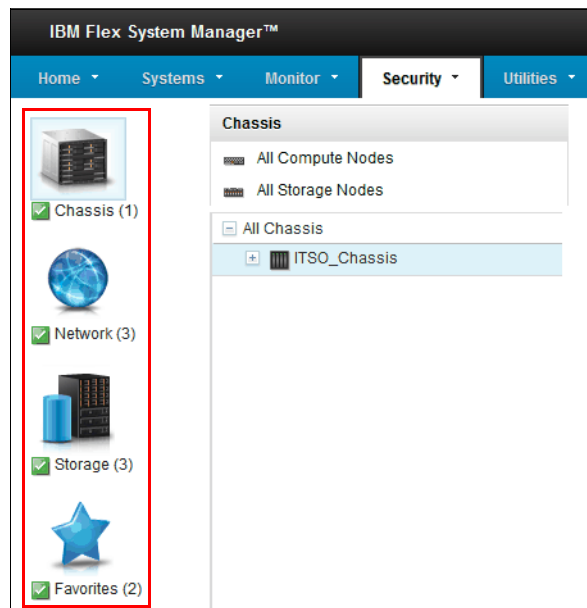 IBM Flex System Manager™
Home Systems Monitor Security Utilities
Chassis (1)
Network (3)
Storage (3)
Favorites (2)
Chassis
All Compute Nodes
All Storage Nodes
All Chassis
ITSO_Chassis